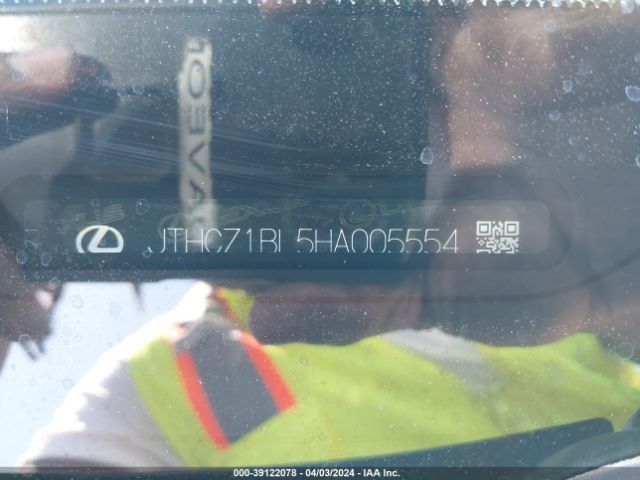 JTHCZ1BL5HA005554
000-39122078 - 04/03/2024 - IAA Inc.